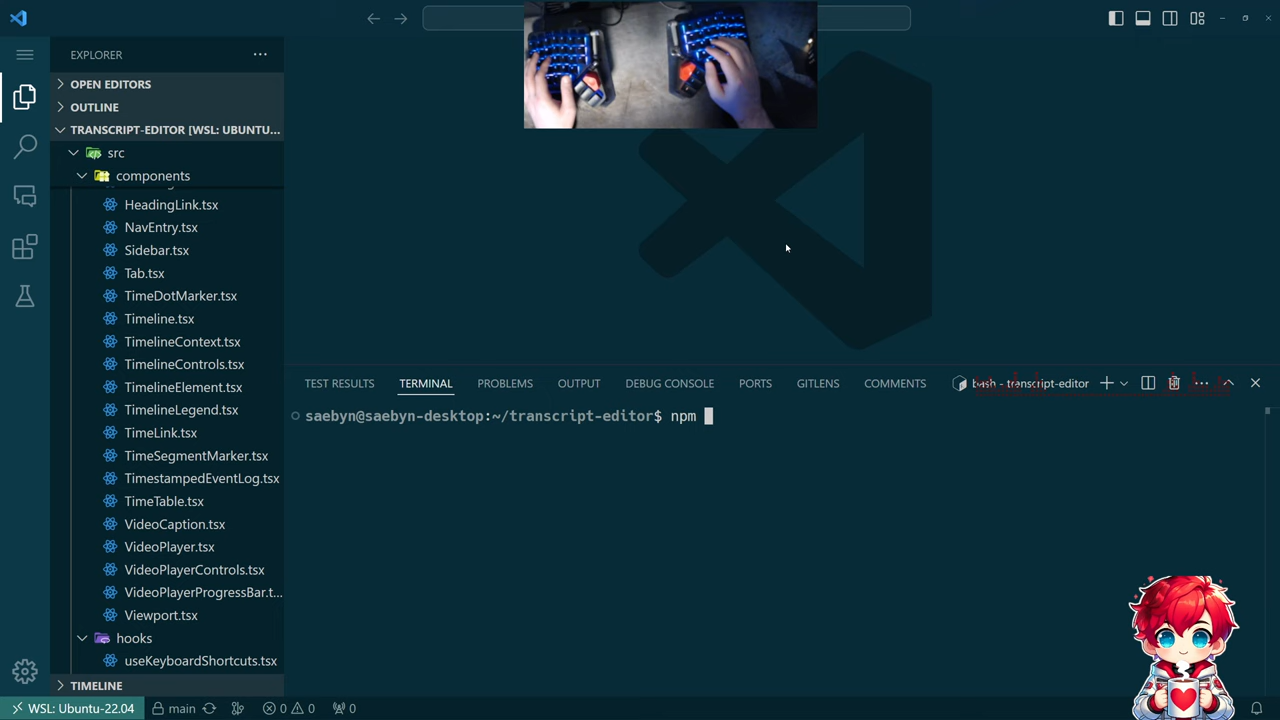 EXPLORER
OPEN EDITORS
OUTLINE
TRANSCRIPT-EDITOR [WSL: UBUNTU...
src
components
HeadingLink.tsx
NavEntry.tsx
Sidebar.tsx
Tab.tsx
TimeDotMarker.tsx
Timeline.tsx
TimelineContext.tsx
TimelineControls.tsx
TimelineElement.tsx
TimelineLegend.tsx
TimeLink.tsx
TimeSegmentMarker.tsx
TimestampedEventLog.tsx
TimeTable.tsx
VideoCaption.tsx
VideoPlayer.tsx
VideoPlayerControls.tsx
VideoPlayerProgressBar.t...
Viewport.tsx
hooks
useKeyboardShortcuts.tsx
TIMELINE
TEST RESULTS TERMINAL PROBLEMS OUTPUT DEBUG CONSOLE PORTS GITLENS COMMENTS bash - transcript-editor
saebyn@saebyn-desktop:~/transcript-editor$ npm
WSL: Ubuntu-22.04 main 0 0 0